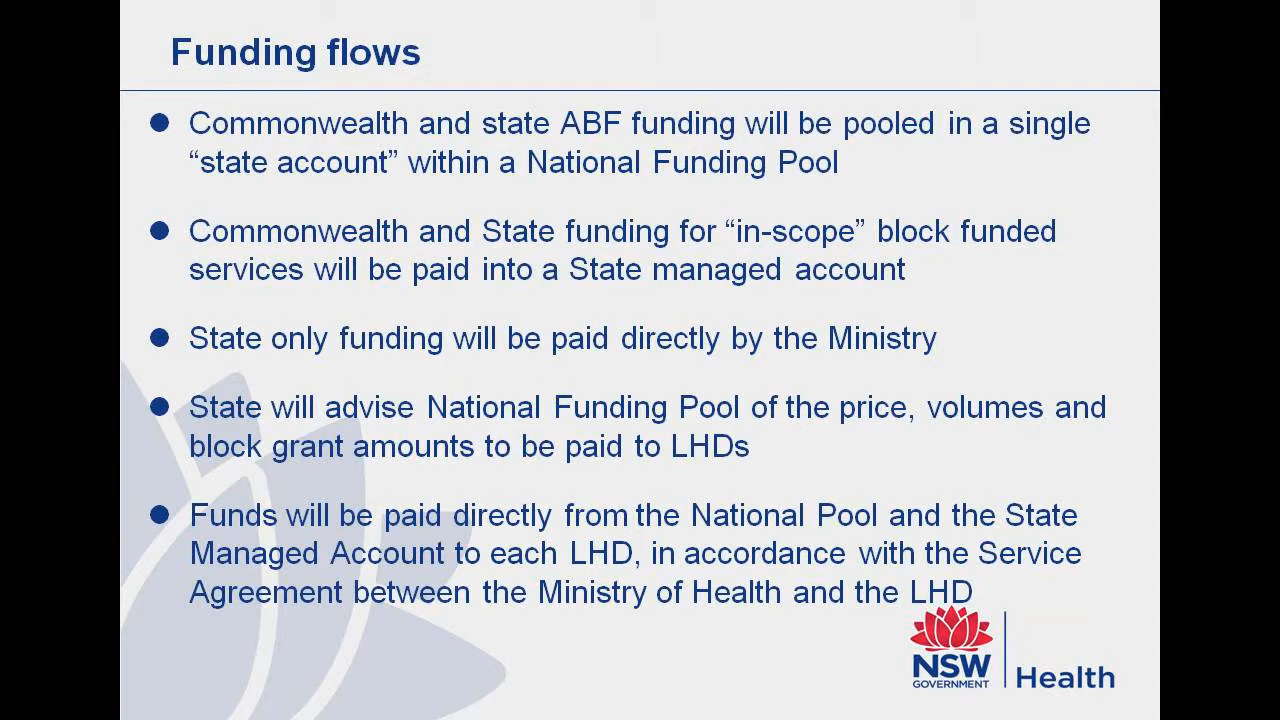 Funding flows
Commonwealth and state ABF funding will be pooled in a single
“state account” within a National Funding Pool
Commonwealth and State funding for “in-scope” block funded
services will be paid into a State managed account
State only funding will be paid directly by the Ministry
State will advise National Funding Pool of the price, volumes and
block grant amounts to be paid to LHDs
Funds will be paid directly from the National Pool and the State
Managed Account to each LHD, in accordance with the Service
Agreement between the Ministry of Health and the LHD
NSW
GOVERNMENT
Health